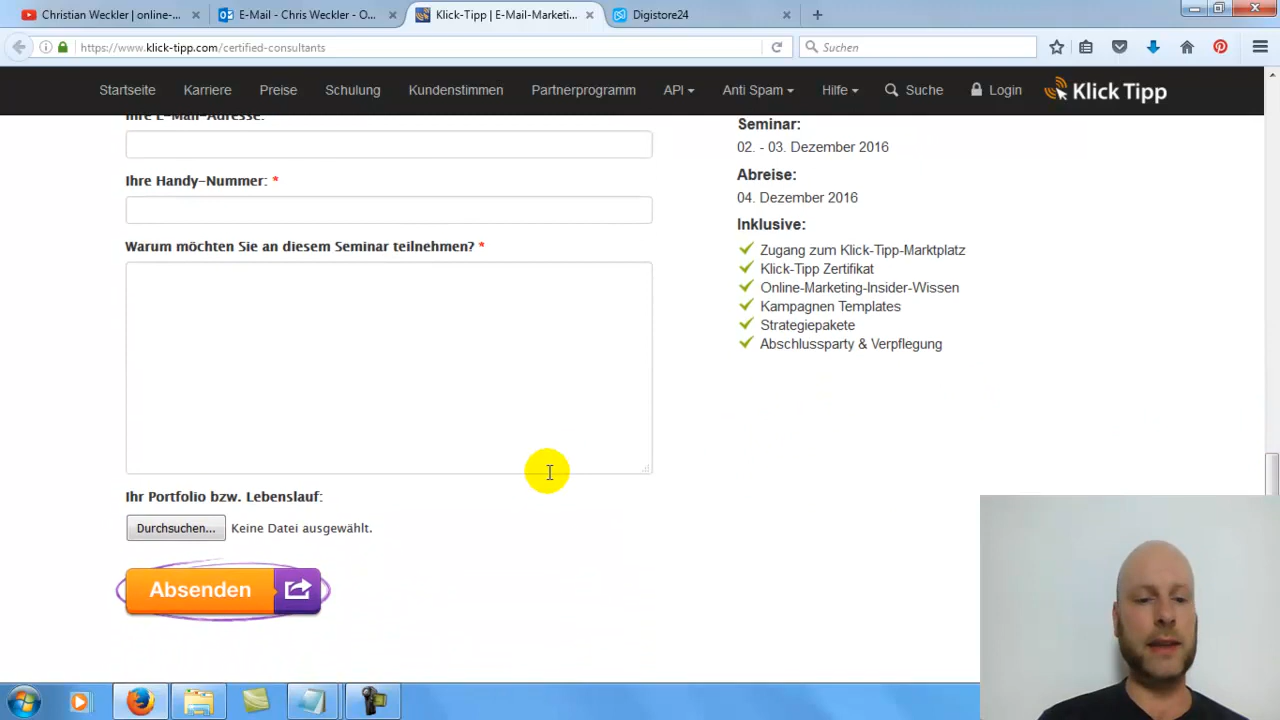 Christian Weckler | online-...
E-Mail - Chris Weckler - O...
Klick-Tipp | E-Mail-Marketi...
Digistore24
https://www.klick-tipp.com/certified-consultants
Suchen
Startseite
Karriere
Preise
Schulung
Kundenstimmen
Partnerprogramm
API
Anti Spam
Hilfe
Suche
Login
Klick Tipp
Ihre E-Mail-Adresse:
Ihre Handy-Nummer: *
Warum möchten Sie an diesem Seminar teilnehmen? *
Ihr Portfolio bzw. Lebenslauf:
Durchsuchen... Keine Datei ausgewählt.
Absenden
Seminar:
02. - 03. Dezember 2016
Abreise:
04. Dezember 2016
Inklusive:
Zugang zum Klick-Tipp-Marktplatz
Klick-Tipp Zertifikat
Online-Marketing-Insider-Wissen
Kampagnen Templates
Strategiepakete
Abschlussparty & Verpflegung